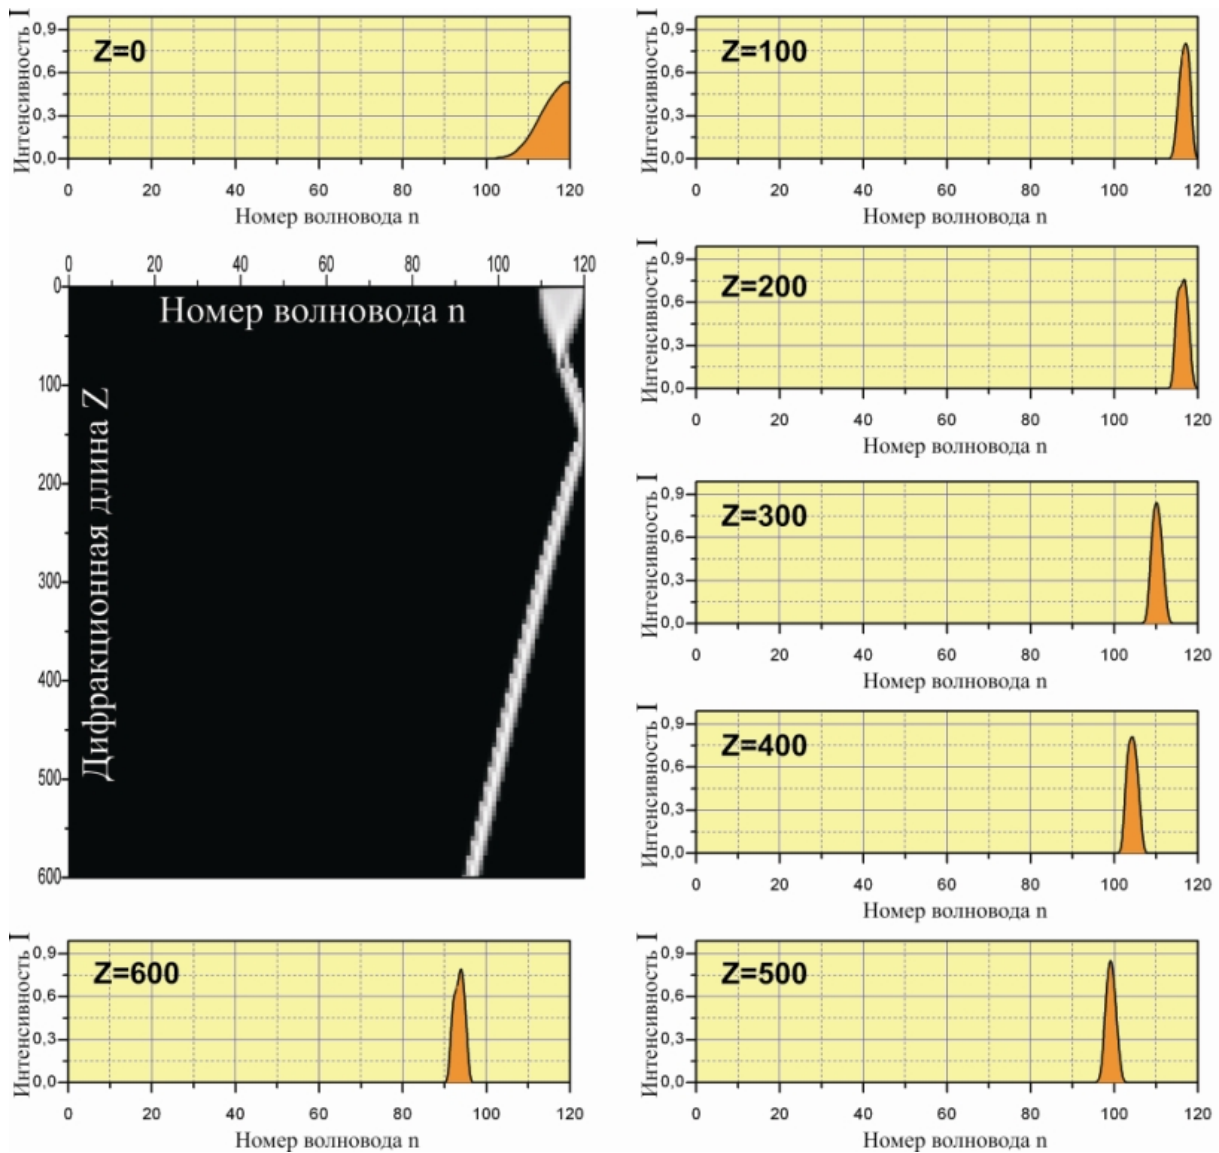 Интенсивность I
0,9
0,6
0,3
0,0
Z=0
0 20 40 60 80 100 120
Номер волновода n
Интенсивность I
0,9
0,6
0,3
0,0
Z=100
0 20 40 60 80 100 120
Номер волновода n
0 20 40 60 80 100 120
Номер волновода n
Дифракционная длина Z
0
100
200
300
400
500
600
Интенсивность I
0,9
0,6
0,3
0,0
Z=200
0 20 40 60 80 100 120
Номер волновода n
Интенсивность I
0,9
0,6
0,3
0,0
Z=300
0 20 40 60 80 100 120
Номер волновода n
Интенсивность I
0,9
0,6
0,3
0,0
Z=400
0 20 40 60 80 100 120
Номер волновода n
Интенсивность I
0,9
0,6
0,3
0,0
Z=600
0 20 40 60 80 100 120
Номер волновода n
Интенсивность I
0,9
0,6
0,3
0,0
Z=500
0 20 40 60 80 100 120
Номер волновода n